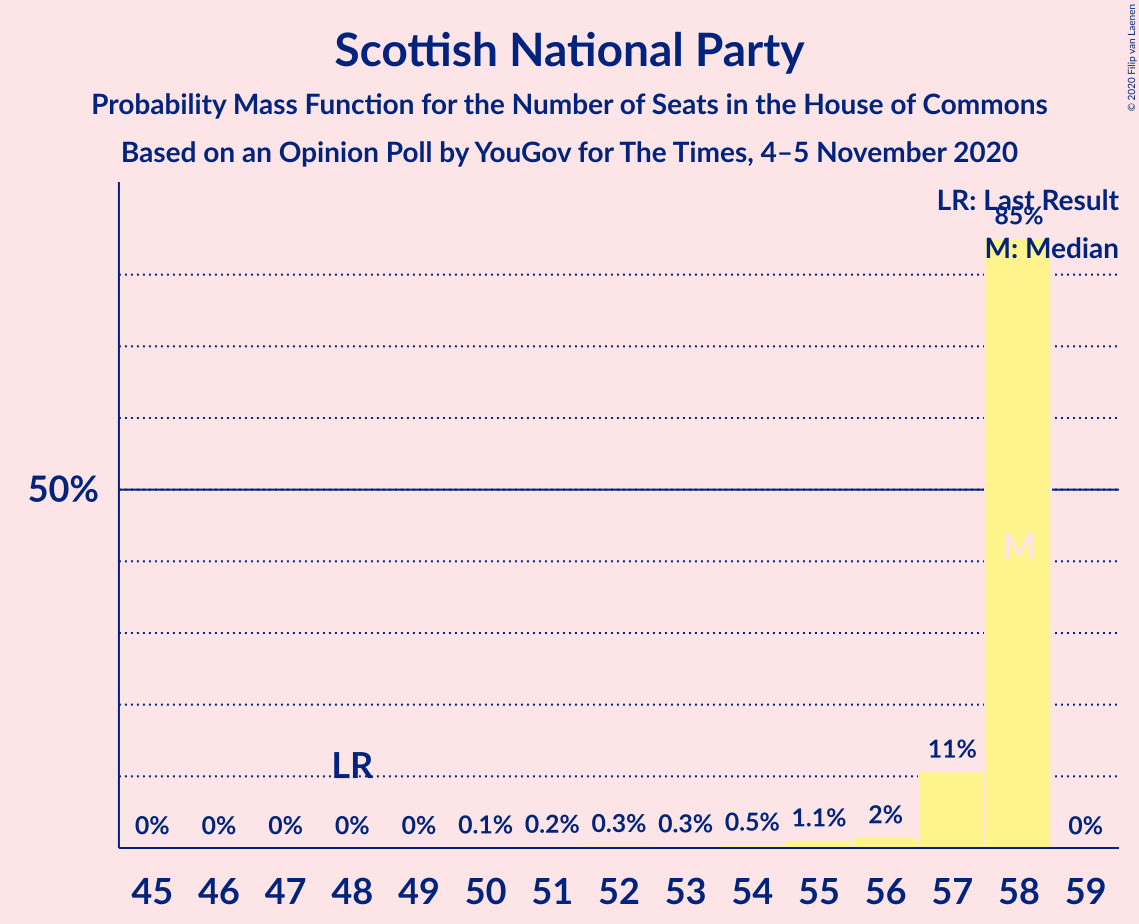 Scottish National Party
Probability Mass Function for the Number of Seats in the House of Commons
Based on an Opinion Poll by YouGov for The Times, 4–5 November 2020
© 2020 Filip van Laenen
LR: Last Result
85%
M: Median
50%
M
LR
11%
0% 0% 0% 0% 0% 0.1% 0.2% 0.3% 0.3% 0.5% 1.1% 2% 0%
45 46 47 48 49 50 51 52 53 54 55 56 57 58 59